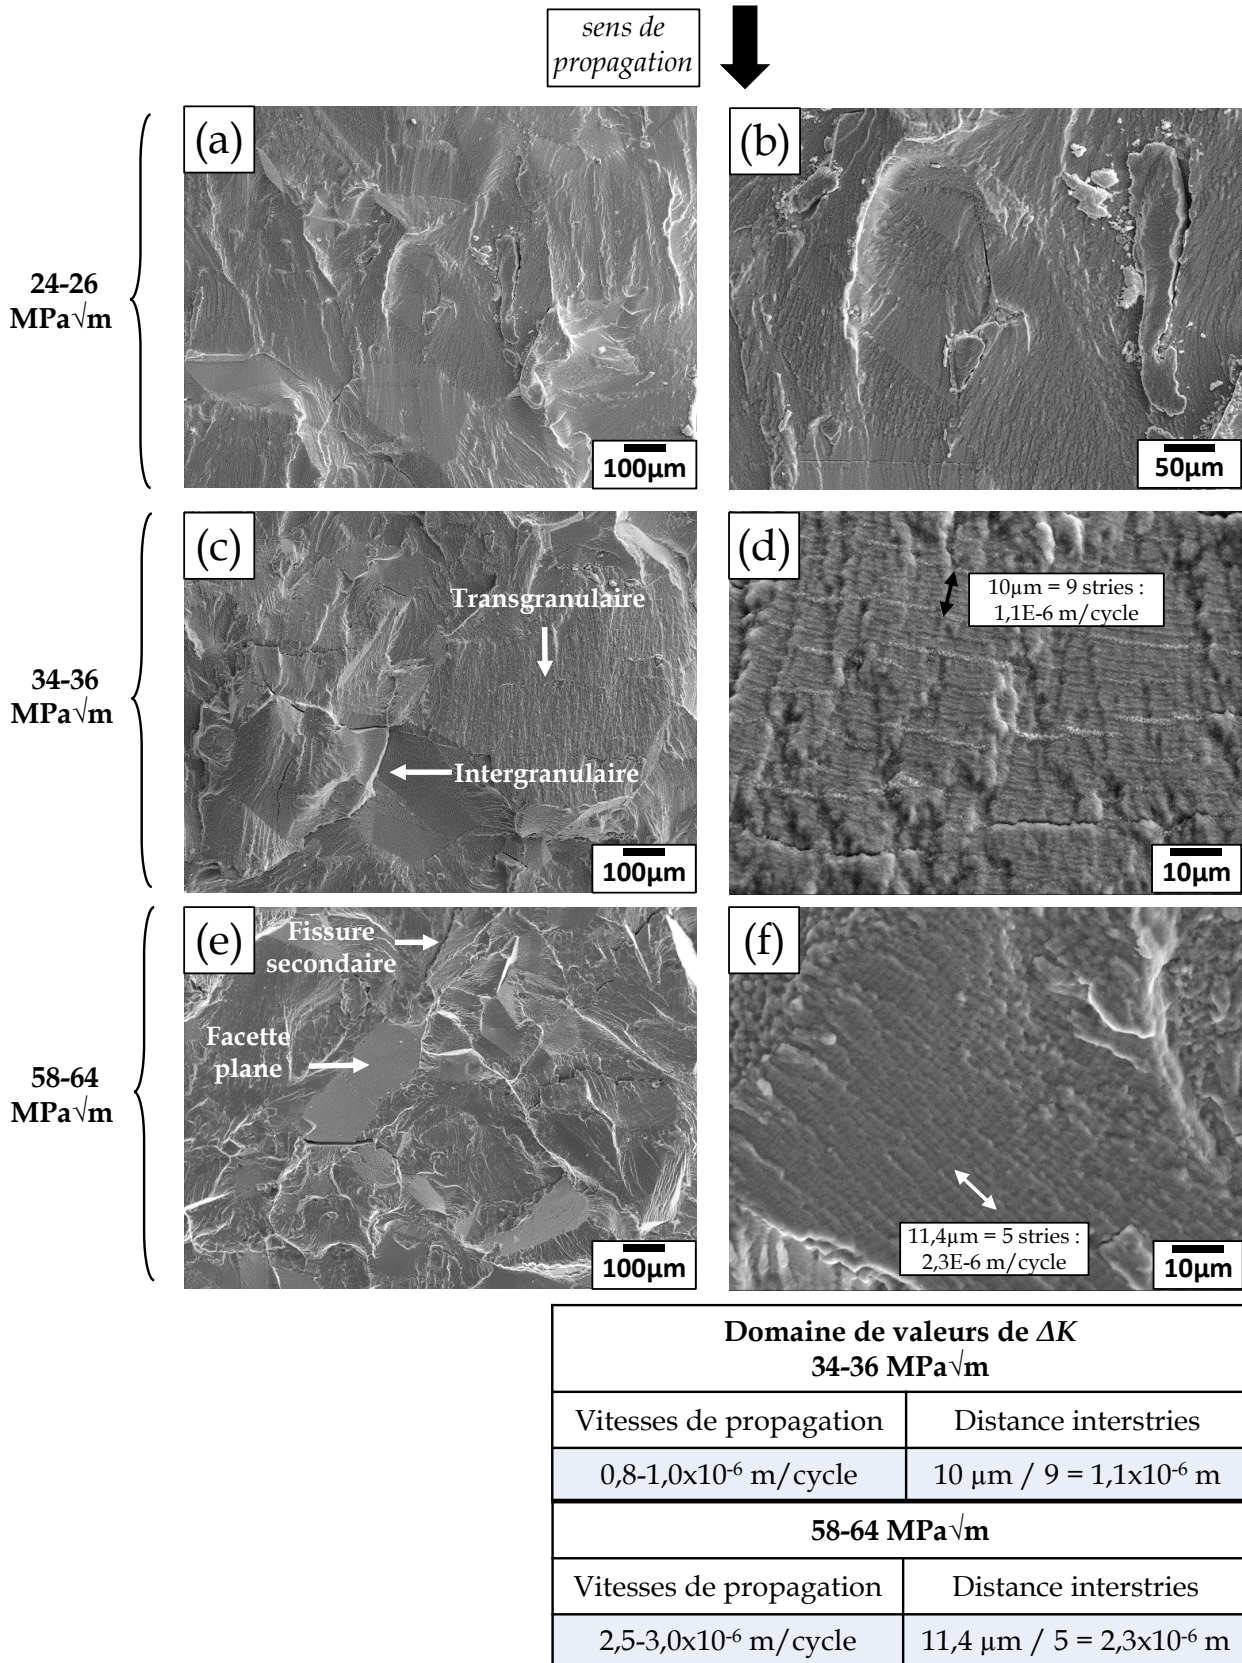 sens de
propagation
(a)
(b)
24-26
MPa√m
100µm
50µm
(c)
Transgranulaire
Intergranulaire
(d)
10µm = 9 stries :
1,1E-6 m/cycle
34-36
MPa√m
100µm
10µm
(e)
Fissure
secondaire
Facette
plane
(f)
58-64
MPa√m
11,4µm = 5 stries :
2,3E-6 m/cycle
100µm
10µm
Domaine de valeurs de ΔK
34-36 MPa√m
Vitesses de propagation
Distance interstries
0,8-1,0x10⁻⁶ m/cycle
10 µm / 9 = 1,1x10⁻⁶ m
58-64 MPa√m
Vitesses de propagation
Distance interstries
2,5-3,0x10⁻⁶ m/cycle
11,4 µm / 5 = 2,3x10⁻⁶ m